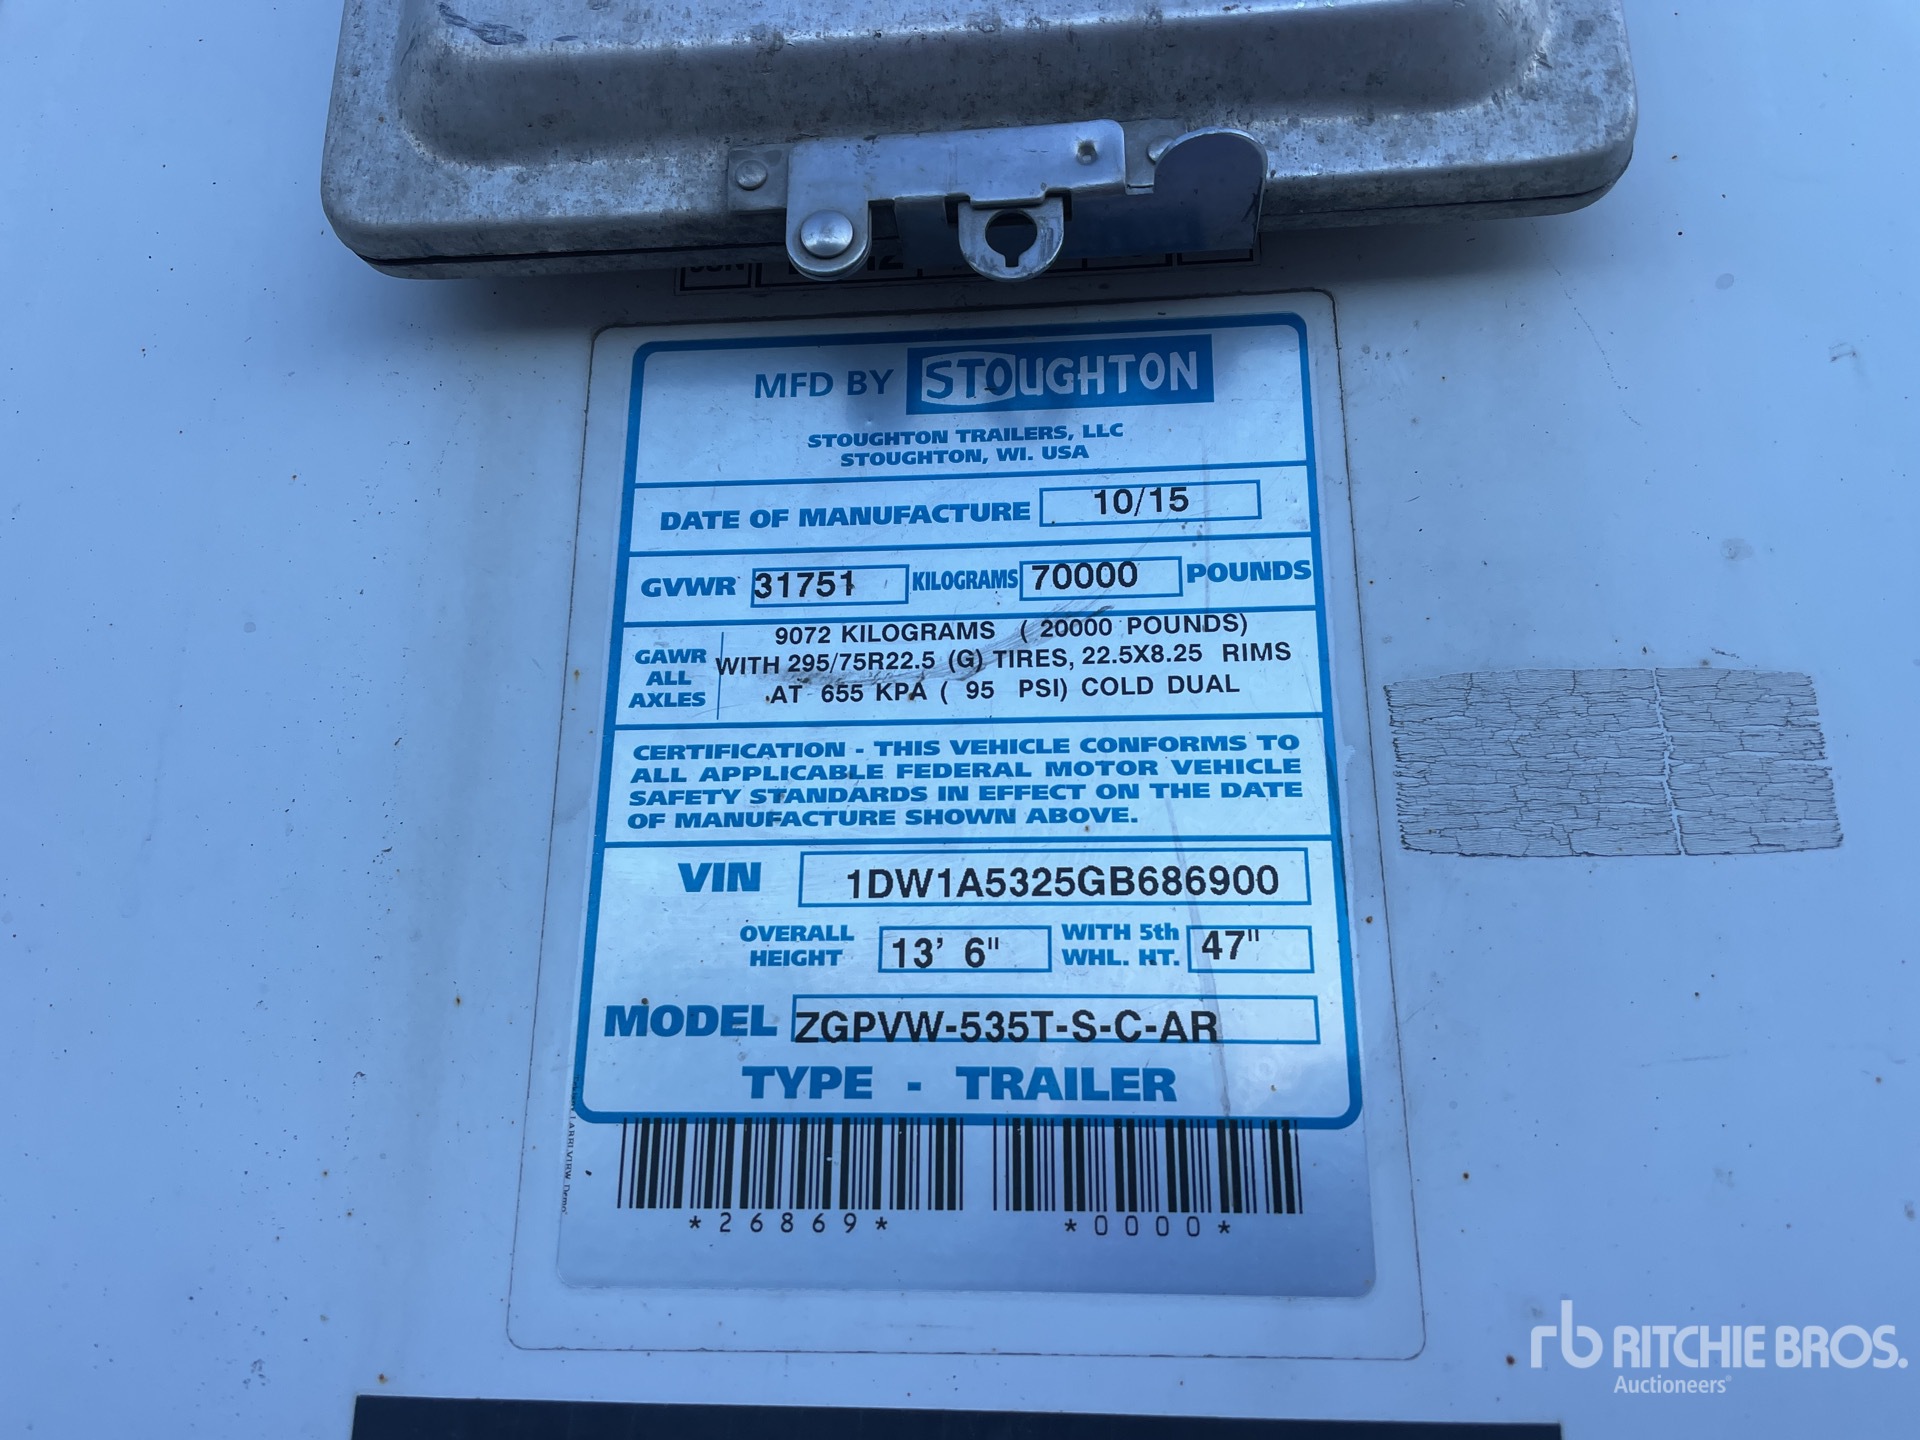 MFD BY STOUGHTON
STOUGHTON TRAILERS, LLC
STOUGHTON, WI. USA
DATE OF MANUFACTURE 10/15
GVWR 31751 KILOGRAMS 70000 POUNDS
GAWR ALL AXLES
9072 KILOGRAMS ( 20000 POUNDS)
WITH 295/75R22.5 (G) TIRES, 22.5X8.25 RIMS
AT 655 KPA ( 95 PSI) COLD DUAL
CERTIFICATION - THIS VEHICLE CONFORMS TO
ALL APPLICABLE FEDERAL MOTOR VEHICLE
SAFETY STANDARDS IN EFFECT ON THE DATE
OF MANUFACTURE SHOWN ABOVE.
VIN 1DW1A5325GB686900
OVERALL HEIGHT 13' 6" WITH 5th WHL. HT. 47"
MODEL ZGPVW-535T-S-C-AR
TYPE - TRAILER
*26869* *0000*
rb RITCHIE BROS.
Auctioneers